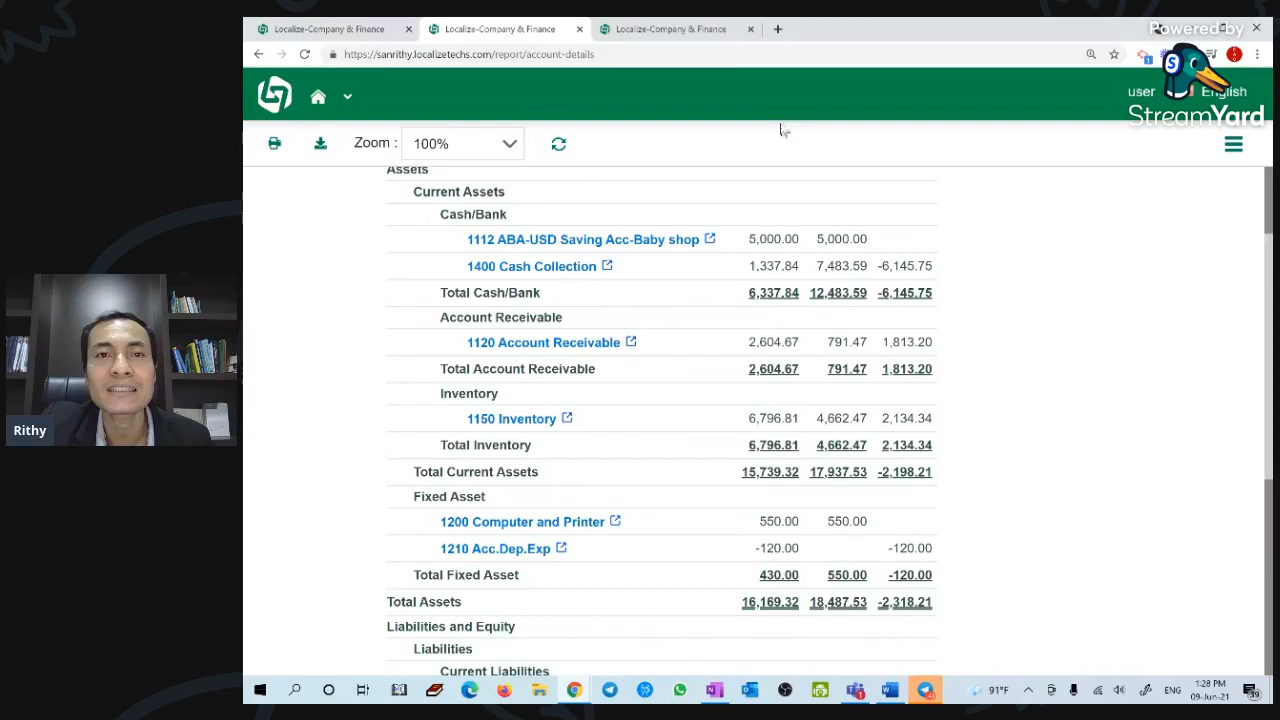 Localize-Company & Finance
Localize-Company & Finance
Localize-Company & Finance
Powered by
https://sanrithy.localizetechs.com/report/account-details
user
English
StreamYard
Zoom : 100%
Assets
Current Assets
Cash/Bank
1112 ABA-USD Saving Acc-Baby shop 5,000.00 5,000.00
1400 Cash Collection 1,337.84 7,483.59 -6,145.75
Total Cash/Bank 6,337.84 12,483.59 -6,145.75
Account Receivable
1120 Account Receivable 2,604.67 791.47 1,813.20
Total Account Receivable 2,604.67 791.47 1,813.20
Inventory
1150 Inventory 6,796.81 4,662.47 2,134.34
Total Inventory 6,796.81 4,662.47 2,134.34
Total Current Assets 15,739.32 17,937.53 -2,198.21
Fixed Asset
1200 Computer and Printer 550.00 550.00
1210 Acc.Dep.Exp -120.00 -120.00
Total Fixed Asset 430.00 550.00 -120.00
Total Assets 16,169.32 18,487.53 -2,318.21
Liabilities and Equity
Liabilities
Current Liabilities
Rithy
91°F
ENG
1:28 PM
09-Jun-21